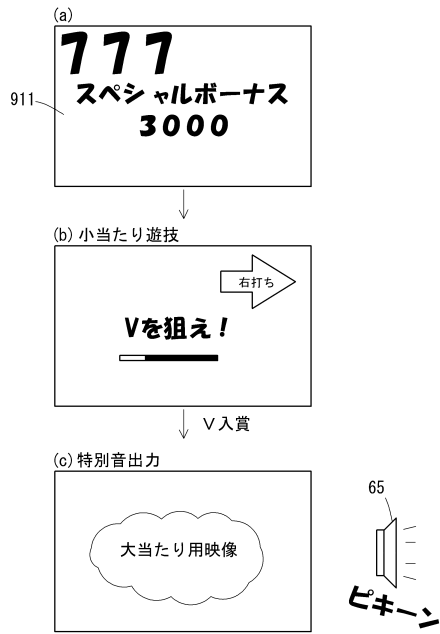 (a)
777
スペシャルボーナス
3000
911
(b) 小当たり遊技
右打ち
Vを狙え！
V入賞
(c) 特別音出力
大当たり用映像
65
ピキーン